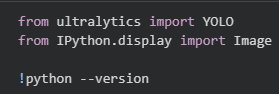 from ultralytics import YOLO
from IPython.display import Image
!python --version